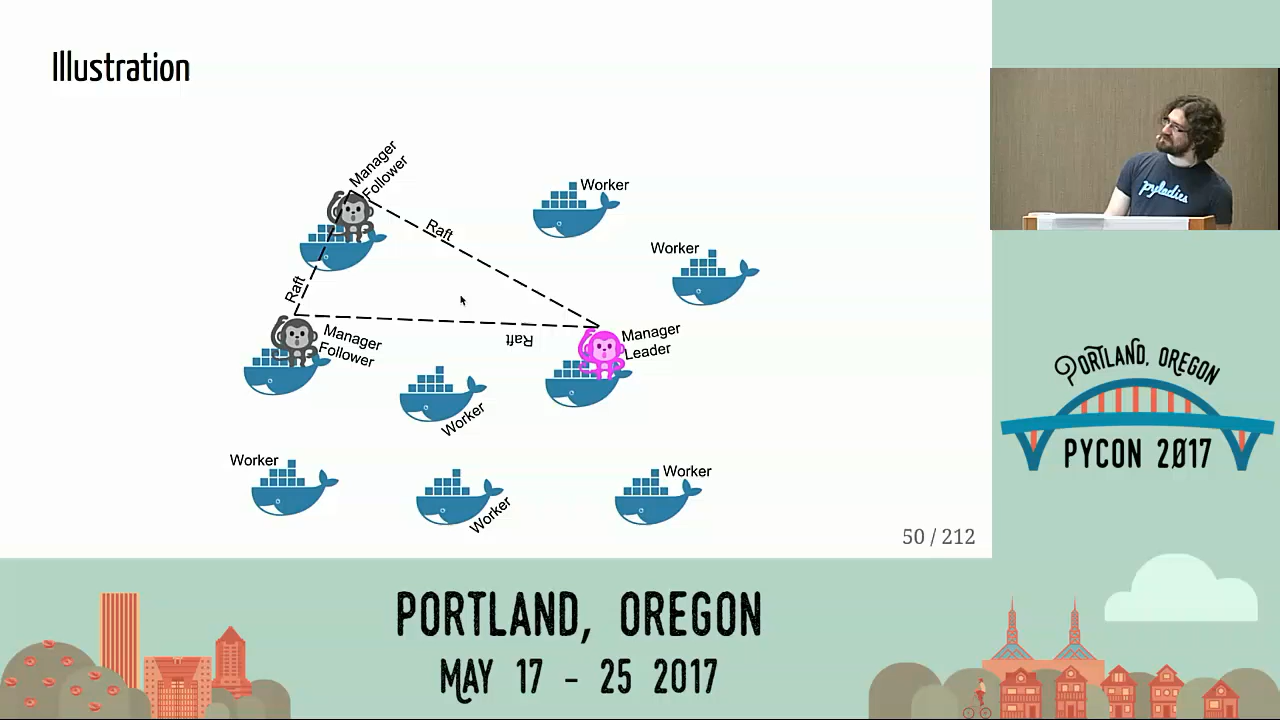 Illustration
Manager
Follower
Raft
Worker
Worker
Raft
Manager
Follower
Raft
Manager
Leader
Worker
Worker
Worker
Worker
50 / 212
pyladies
PORTLAND, OREGON
PYCON 2017
PORTLAND, OREGON
MAY 17 - 25 2017